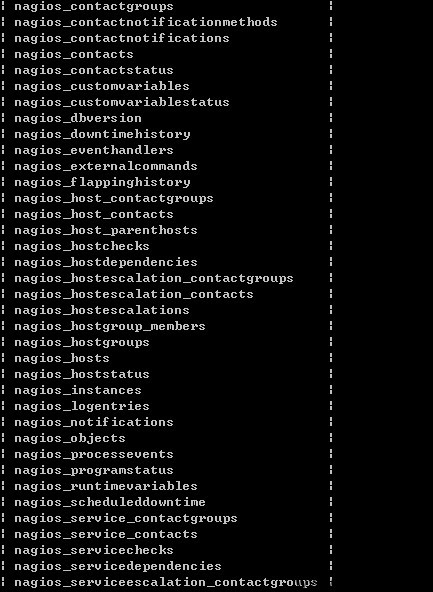 ¦ nagios_contactgroups ¦
¦ nagios_contactnotificationmethods ¦
¦ nagios_contactnotifications ¦
¦ nagios_contacts ¦
¦ nagios_contactstatus ¦
¦ nagios_customvariables ¦
¦ nagios_customvariablestatus ¦
¦ nagios_dbversion ¦
¦ nagios_downtimehistory ¦
¦ nagios_eventhandlers ¦
¦ nagios_externalcommands ¦
¦ nagios_flappinghistory ¦
¦ nagios_host_contactgroups ¦
¦ nagios_host_contacts ¦
¦ nagios_host_parenthosts ¦
¦ nagios_hostchecks ¦
¦ nagios_hostdependencies ¦
¦ nagios_hostescalation_contactgroups ¦
¦ nagios_hostescalation_contacts ¦
¦ nagios_hostescalations ¦
¦ nagios_hostgroup_members ¦
¦ nagios_hostgroups ¦
¦ nagios_hosts ¦
¦ nagios_hoststatus ¦
¦ nagios_instances ¦
¦ nagios_logentries ¦
¦ nagios_notifications ¦
¦ nagios_objects ¦
¦ nagios_processevents ¦
¦ nagios_programstatus ¦
¦ nagios_runtimevariables ¦
¦ nagios_scheduleddowntime ¦
¦ nagios_service_contactgroups ¦
¦ nagios_service_contacts ¦
¦ nagios_servicechecks ¦
¦ nagios_servicedependencies ¦
¦ nagios_serviceescalation_contactgroups ¦